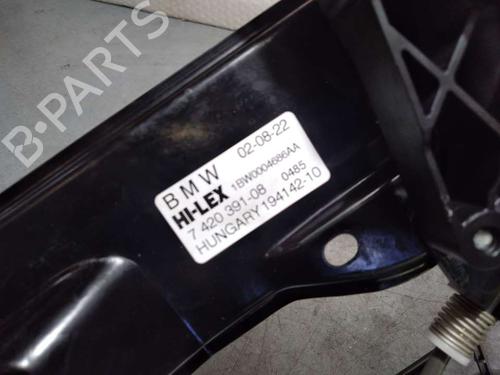 B-PARTS
BMW 02-08-22
HI-LEX 1BW0004686AA
7 420 391-08 0485
HUNGARY 194142-10